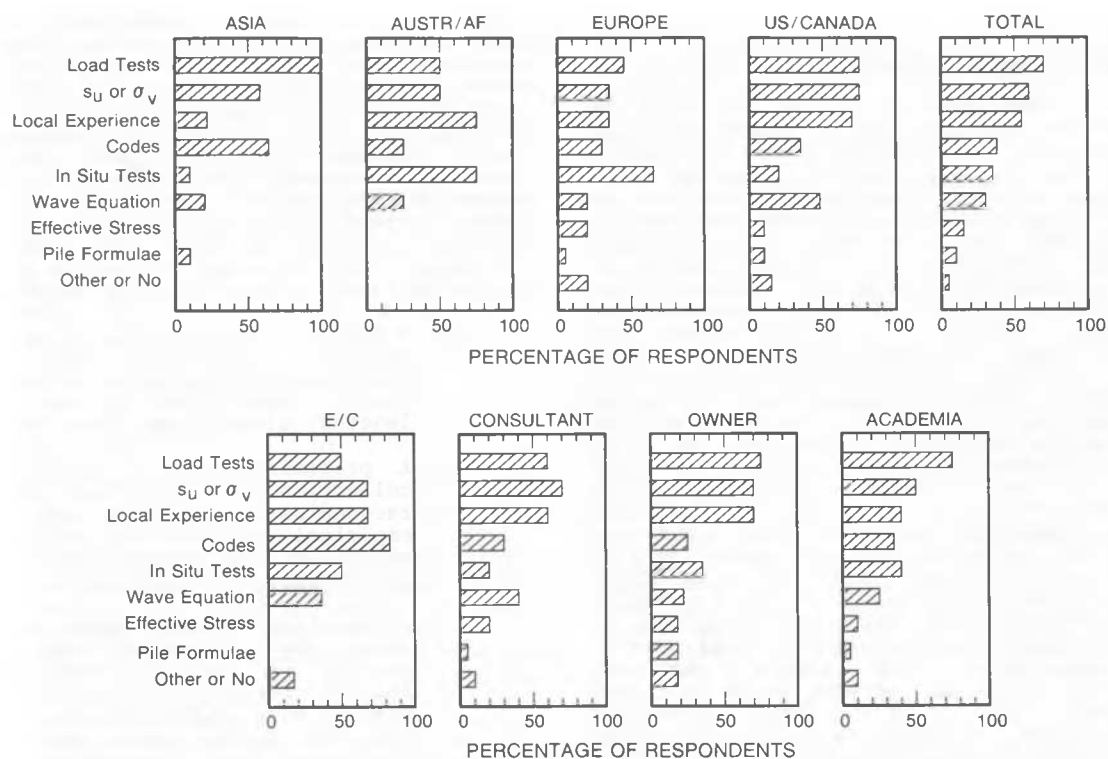 ASIA AUSTR/AF EUROPE US/CANADA TOTAL
Load Tests
su or σv
Local Experience
Codes
In Situ Tests
Wave Equation
Effective Stress
Pile Formulae
Other or No
0 50 100 0 50 100 0 50 100 0 50 100 0 50 100
PERCENTAGE OF RESPONDENTS
E/C CONSULTANT OWNER ACADEMIA
Load Tests
su or σv
Local Experience
Codes
In Situ Tests
Wave Equation
Effective Stress
Pile Formulae
Other or No
0 50 100 0 50 100 0 50 100 0 50 100
PERCENTAGE OF RESPONDENTS